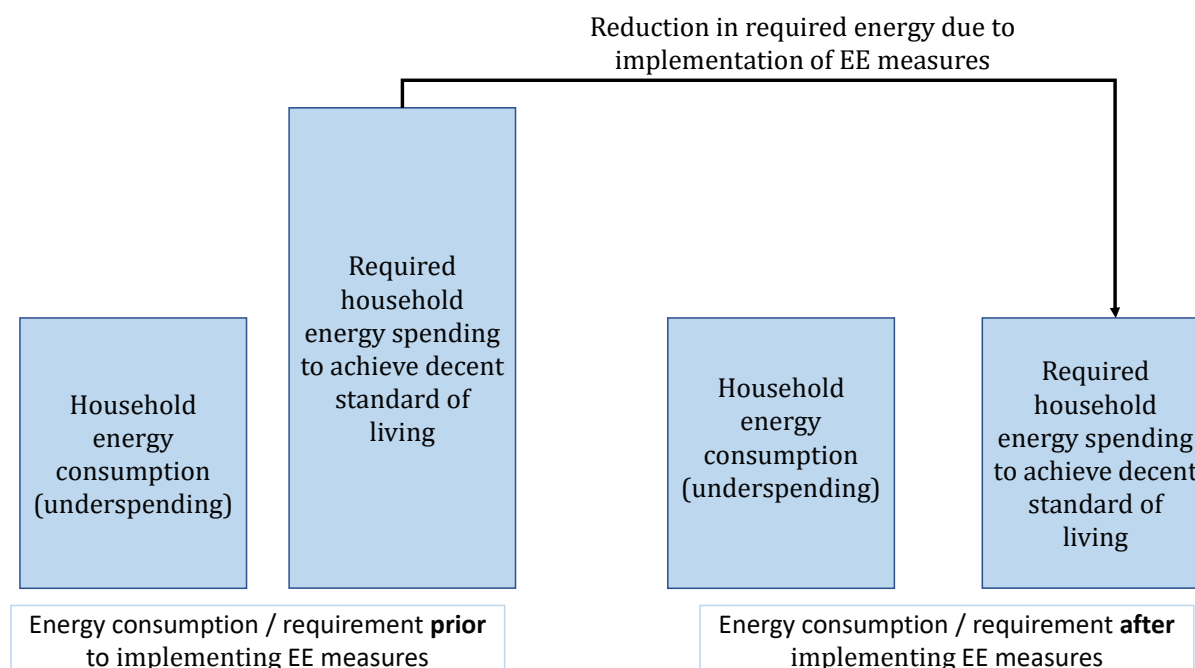 Reduction in required energy due to
implementation of EE measures
Required
household
energy spending
to achieve decent
standard of
living
Household
energy
consumption
(underspending)
Household
energy
consumption
(underspending)
Required
household
energy spending
to achieve decent
standard of
living
Energy consumption / requirement prior
to implementing EE measures
Energy consumption / requirement after
implementing EE measures